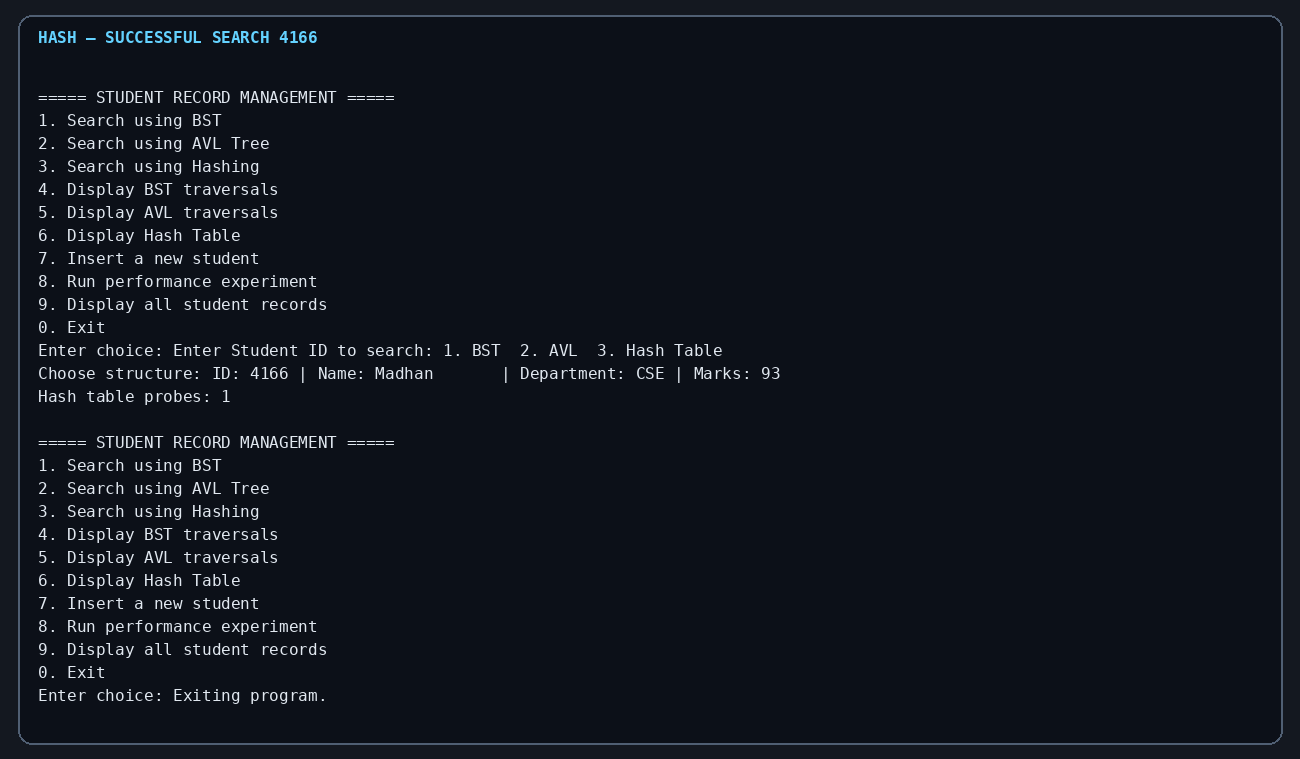 HASH — SUCCESSFUL SEARCH 4166
===== STUDENT RECORD MANAGEMENT =====
1. Search using BST
2. Search using AVL Tree
3. Search using Hashing
4. Display BST traversals
5. Display AVL traversals
6. Display Hash Table
7. Insert a new student
8. Run performance experiment
9. Display all student records
0. Exit
Enter choice: Enter Student ID to search: 1. BST  2. AVL  3. Hash Table
Choose structure: ID: 4166 | Name: Madhan       | Department: CSE | Marks: 93
Hash table probes: 1
===== STUDENT RECORD MANAGEMENT =====
1. Search using BST
2. Search using AVL Tree
3. Search using Hashing
4. Display BST traversals
5. Display AVL traversals
6. Display Hash Table
7. Insert a new student
8. Run performance experiment
9. Display all student records
0. Exit
Enter choice: Exiting program.